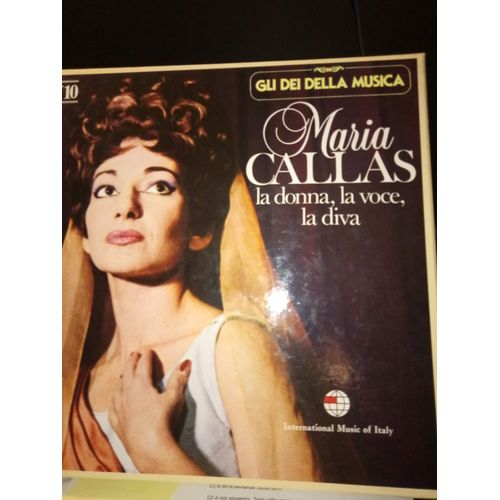 /10
GLI DEI DELLA MUSICA
Maria
CALLAS
la donna, la voce,
la diva
International Music of Italy